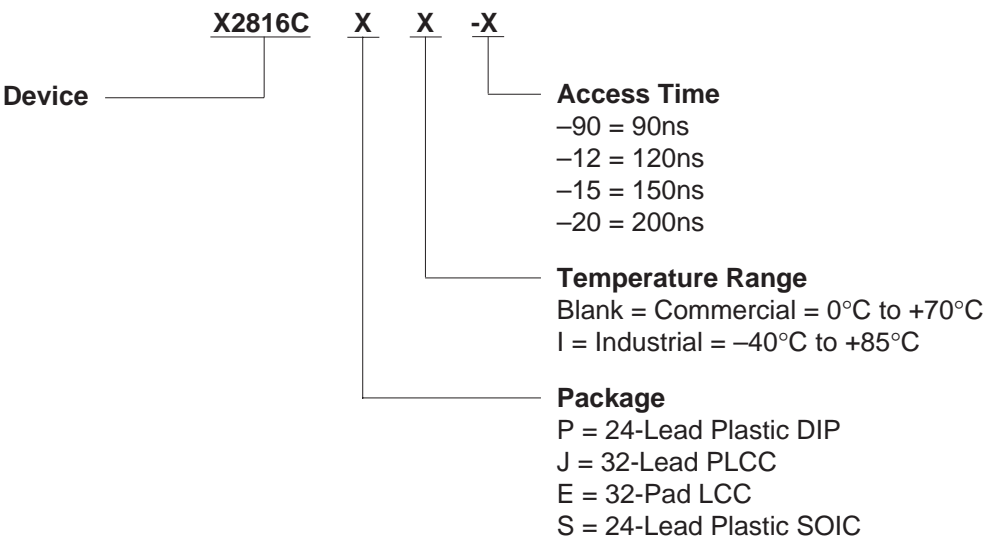 X2816C X X -X
Device
Access Time
–90 = 90ns
–12 = 120ns
–15 = 150ns
–20 = 200ns
Temperature Range
Blank = Commercial = 0°C to +70°C
I = Industrial = –40°C to +85°C
Package
P = 24-Lead Plastic DIP
J = 32-Lead PLCC
E = 32-Pad LCC
S = 24-Lead Plastic SOIC